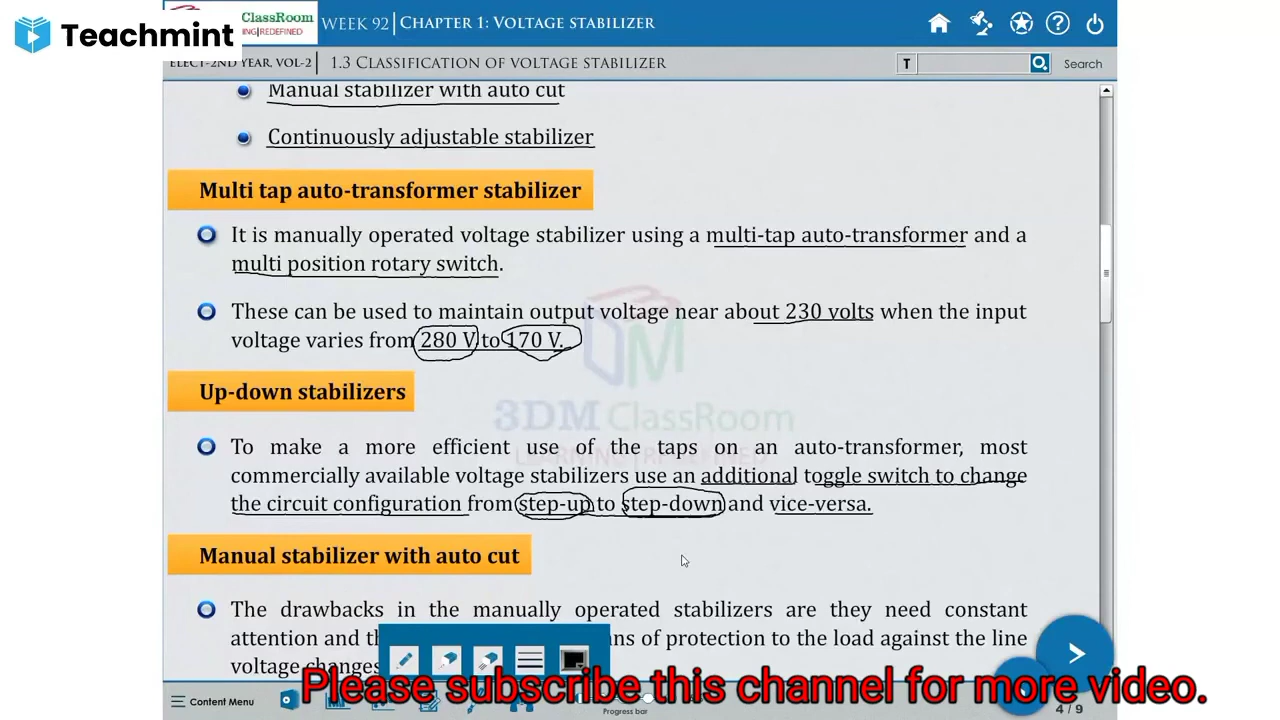 Teachmint
ClassRoom
ING|REDEFINED
WEEK 92 | CHAPTER 1: VOLTAGE STABILIZER
ELECT-2ND YEAR, VOL-2 | 1.3 CLASSIFICATION OF VOLTAGE STABILIZER
T
Search
Manual stabilizer with auto cut
Continuously adjustable stabilizer
Multi tap auto-transformer stabilizer
It is manually operated voltage stabilizer using a multi-tap auto-transformer and a
multi position rotary switch.
These can be used to maintain output voltage near about 230 volts when the input
voltage varies from 280 V to 170 V.
3DM ClassRoom
Up-down stabilizers
To make a more efficient use of the taps on an auto-transformer, most
commercially available voltage stabilizers use an additional toggle switch to change
the circuit configuration from step-up to step-down and vice-versa.
Manual stabilizer with auto cut
The drawbacks in the manually operated stabilizers are they need constant
attention and th
ns of protection to the load against the line
voltage changes
Please subscribe this channel for more video.
Content Menu
Progress bar
4 / 9